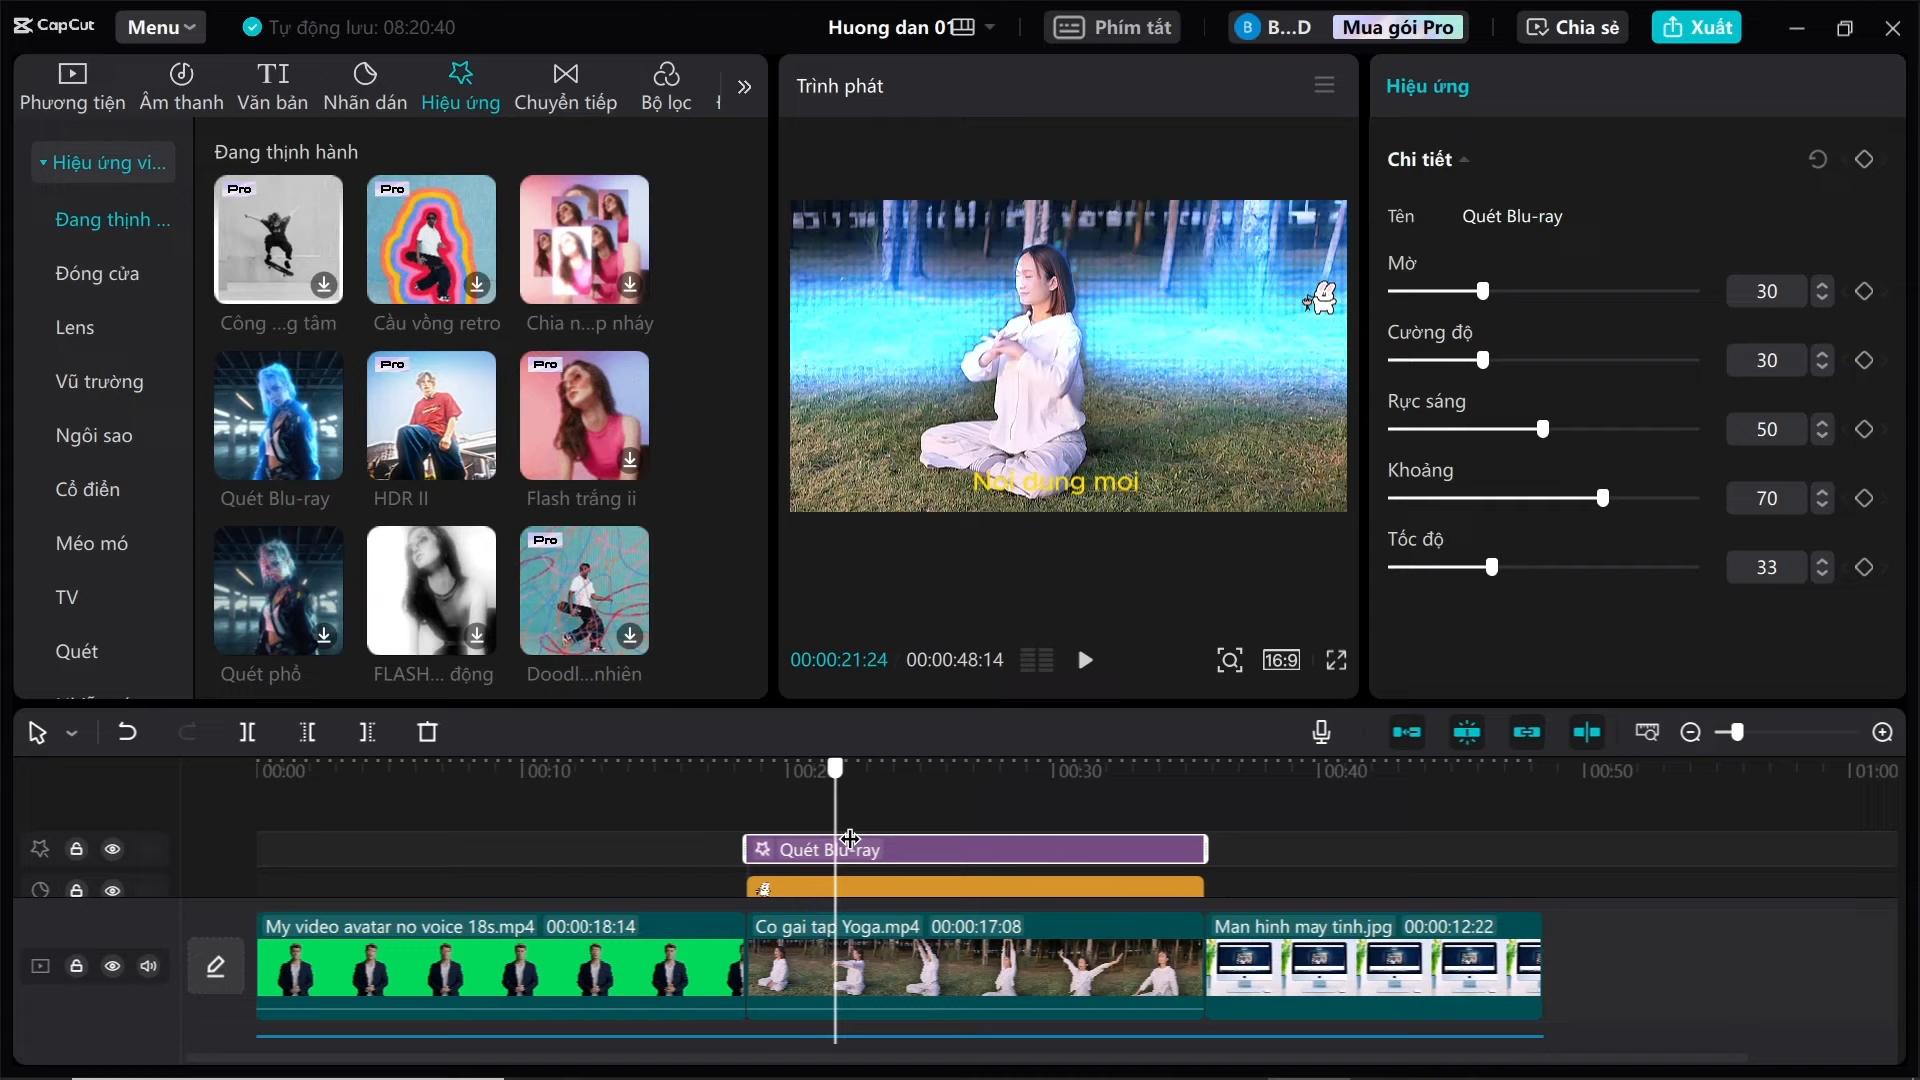 CapCut
Menu
Tự động lưu: 08:20:40
Huong dan 01
Phím tắt
B
B...D
Mua gói Pro
Chia sẻ
Xuất
Phương tiện
Âm thanh
Văn bản
Nhãn dán
Hiệu ứng
Chuyển tiếp
Bộ lọc
Trình phát
Hiệu ứng
Hiệu ứng vi...
Đang thịnh ...
Đóng cửa
Lens
Vũ trường
Ngôi sao
Cổ điển
Méo mó
TV
Quét
Đang thịnh hành
Pro
Pro
Công ...g tâm
Cầu vồng retro
Chia n...p nháy
Pro
Pro
Quét Blu-ray
HDR II
Flash trắng ii
Pro
Quét phổ
FLASH... động
Doodl...nhiên
Noi dung moi
00:00:21:24
00:00:48:14
16:9
Chi tiết
Tên
Quét Blu-ray
Mờ
30
Cường độ
30
Rực sáng
50
Khoảng
70
Tốc độ
33
00:00
00:10
00:2
00:30
00:40
00:50
01:00
Quét Blu-ray
My video avatar no voice 18s.mp4 00:00:18:14
Co gai tap Yoga.mp4 00:00:17:08
Man hinh may tinh.jpg 00:00:12:22